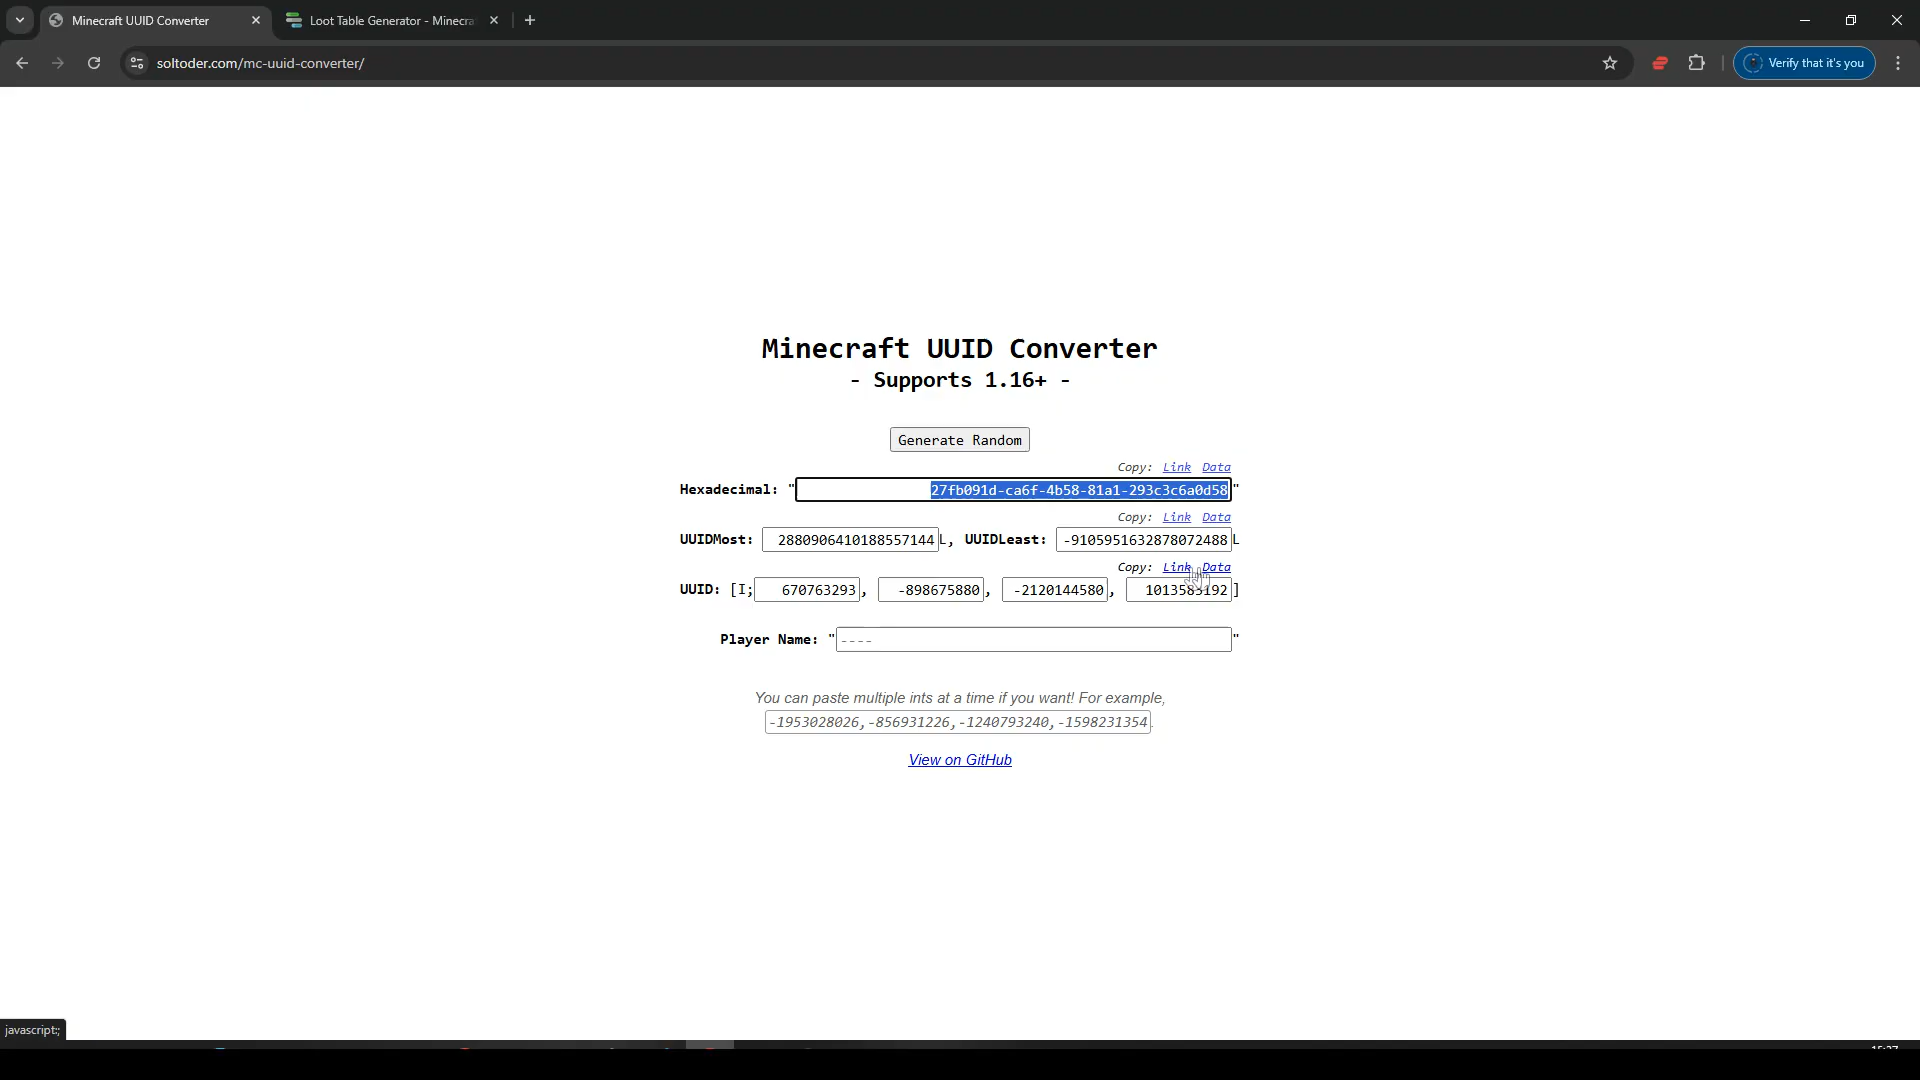 Minecraft UUID Converter
Loot Table Generator - Minecra
soltoder.com/mc-uuid-converter/
Verify that it's you
Minecraft UUID Converter
- Supports 1.16+ -
Generate Random
Copy: Link Data
Hexadecimal: "27fb091d-ca6f-4b58-81a1-293c3c6a0d58"
Copy: Link Data
UUIDMost: 2880906410188557144L, UUIDLeast: -9105951632878072488L
Copy: Link Data
UUID: [I; 670763293, -898675880, -2120144580, 1013583192]
Player Name: "----"
You can paste multiple ints at a time if you want! For example,
-1953028026,-856931226,-1240793240,-1598231354.
View on GitHub
javascript:;